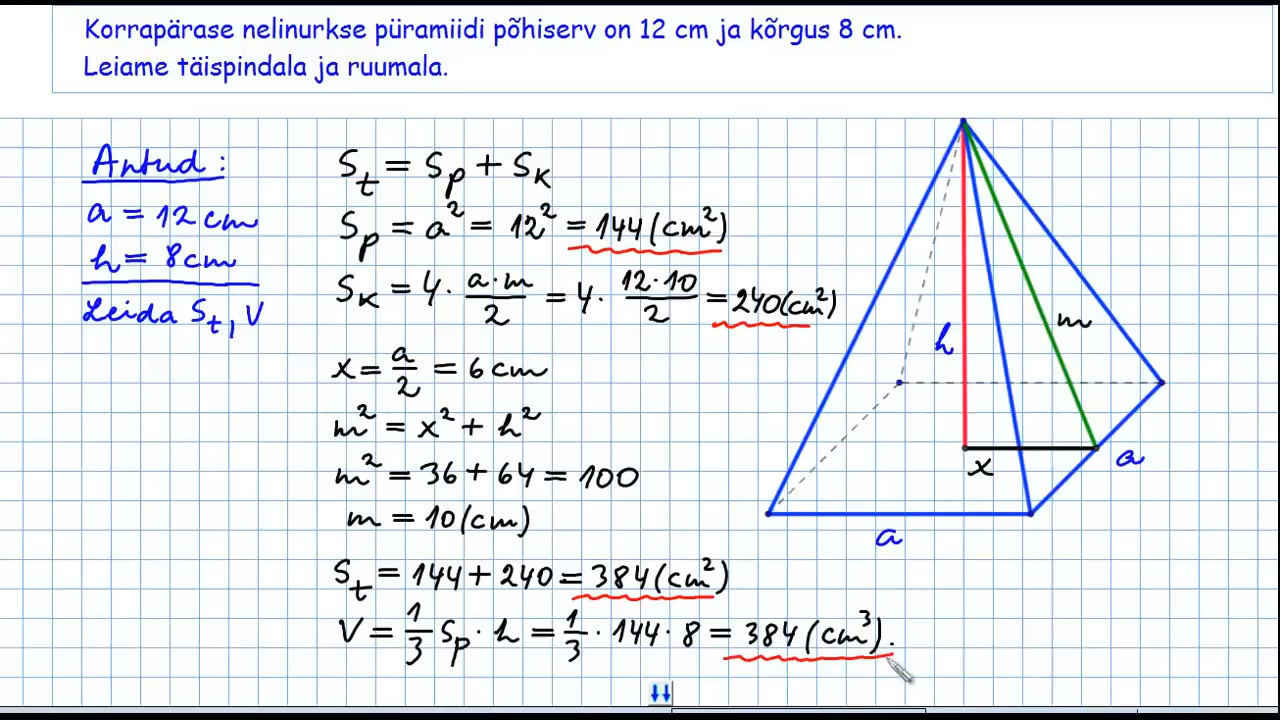 Korrapärase nelinurkse püramiidi põhiserv on 12 cm ja kõrgus 8 cm.
Leiame täispindala ja ruumala.
Antud:
a = 12 cm
h = 8 cm
Leida S_t, V
S_t = S_p + S_k
S_p = a² = 12² = 144 (cm²)
S_k = 4 · a·m/2 = 4 · 12·10/2 = 240 (cm²)
x = a/2 = 6 cm
m² = x² + h²
m² = 36 + 64 = 100
m = 10 (cm)
S_t = 144 + 240 = 384 (cm²)
V = 1/3 S_p · h = 1/3 · 144 · 8 = 384 (cm³).
h
m
x
a
a